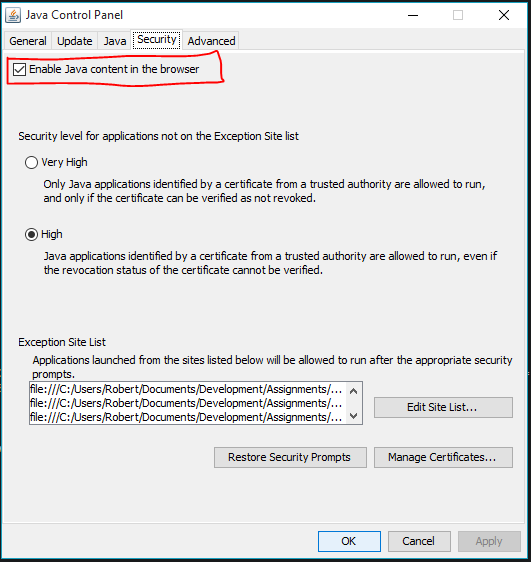 Java Control Panel
General Update Java Security Advanced
Enable Java content in the browser
Security level for applications not on the Exception Site list
Very High
Only Java applications identified by a certificate from a trusted authority are allowed to run,
and only if the certificate can be verified as not revoked.
High
Java applications identified by a certificate from a trusted authority are allowed to run, even if
the revocation status of the certificate cannot be verified.
Exception Site List
Applications launched from the sites listed below will be allowed to run after the appropriate security
prompts.
file:///C:/Users/Robert/Documents/Development/Assignments/...
file:///C:/Users/Robert/Documents/Development/Assignments/...
file:///C:/Users/Robert/Documents/Development/Assignments/...
Edit Site List...
Restore Security Prompts Manage Certificates...
OK Cancel Apply